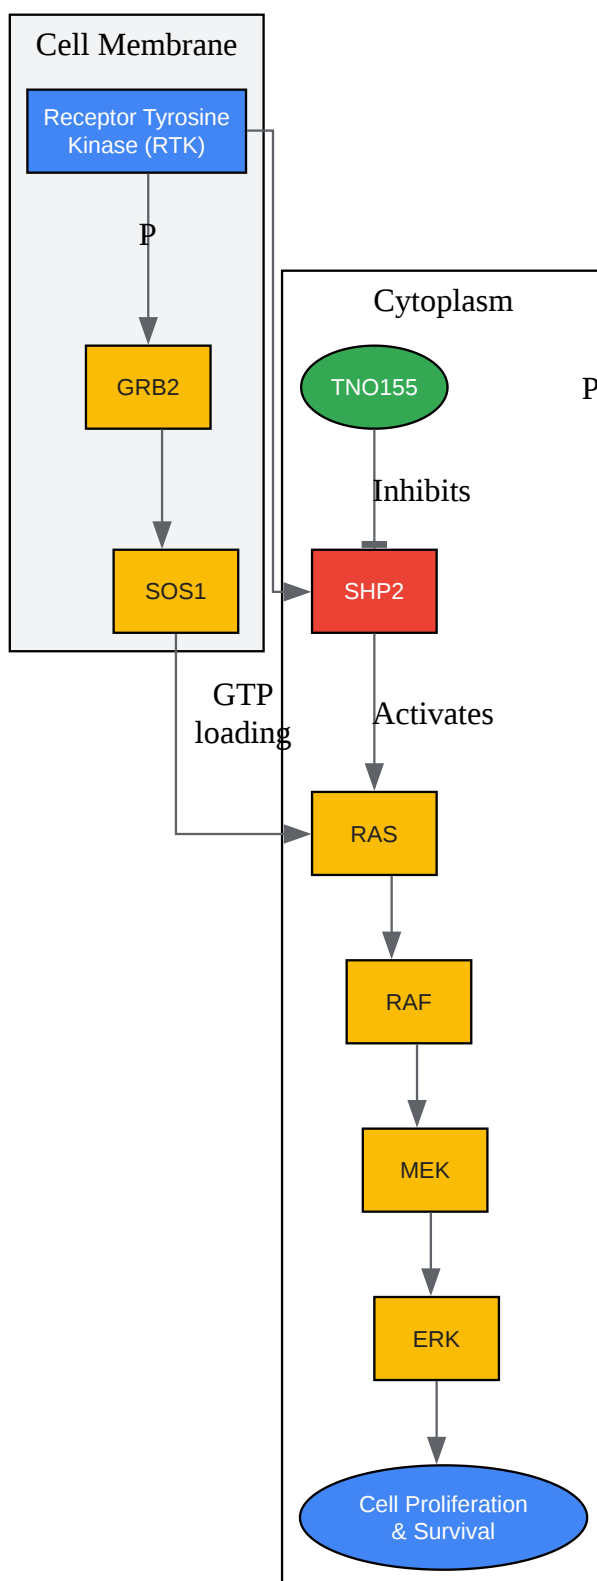 Cell Membrane
Receptor Tyrosine
Kinase (RTK)
P
GRB2
SOS1
GTP
loading
Cytoplasm
TNO155
P
Inhibits
SHP2
Activates
RAS
RAF
MEK
ERK
Cell Proliferation
& Survival